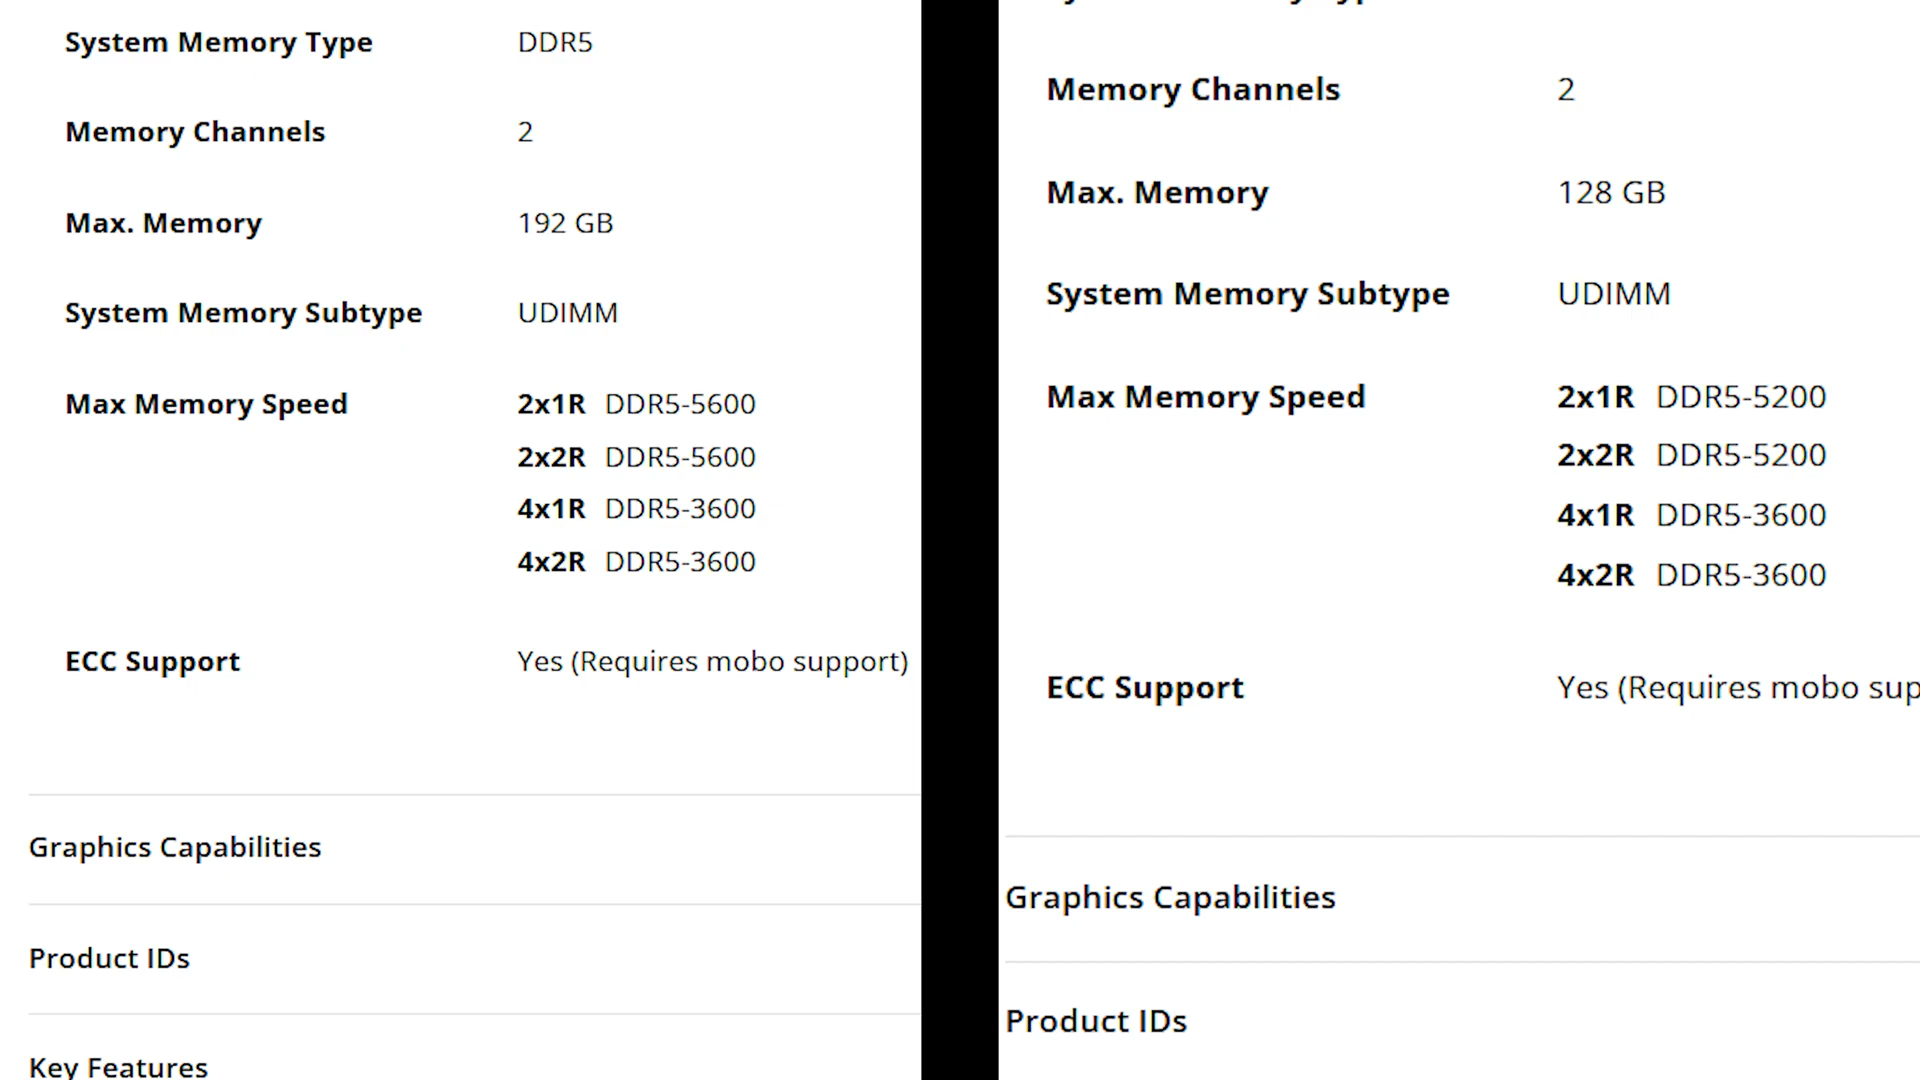 System Memory Type DDR5
Memory Channels 2
Max. Memory 192 GB
System Memory Subtype UDIMM
Max Memory Speed 2x1R DDR5-5600
2x2R DDR5-5600
4x1R DDR5-3600
4x2R DDR5-3600
ECC Support Yes (Requires mobo support)
Graphics Capabilities
Product IDs
Key Features
Memory Channels 2
Max. Memory 128 GB
System Memory Subtype UDIMM
Max Memory Speed 2x1R DDR5-5200
2x2R DDR5-5200
4x1R DDR5-3600
4x2R DDR5-3600
ECC Support Yes (Requires mobo sup
Graphics Capabilities
Product IDs